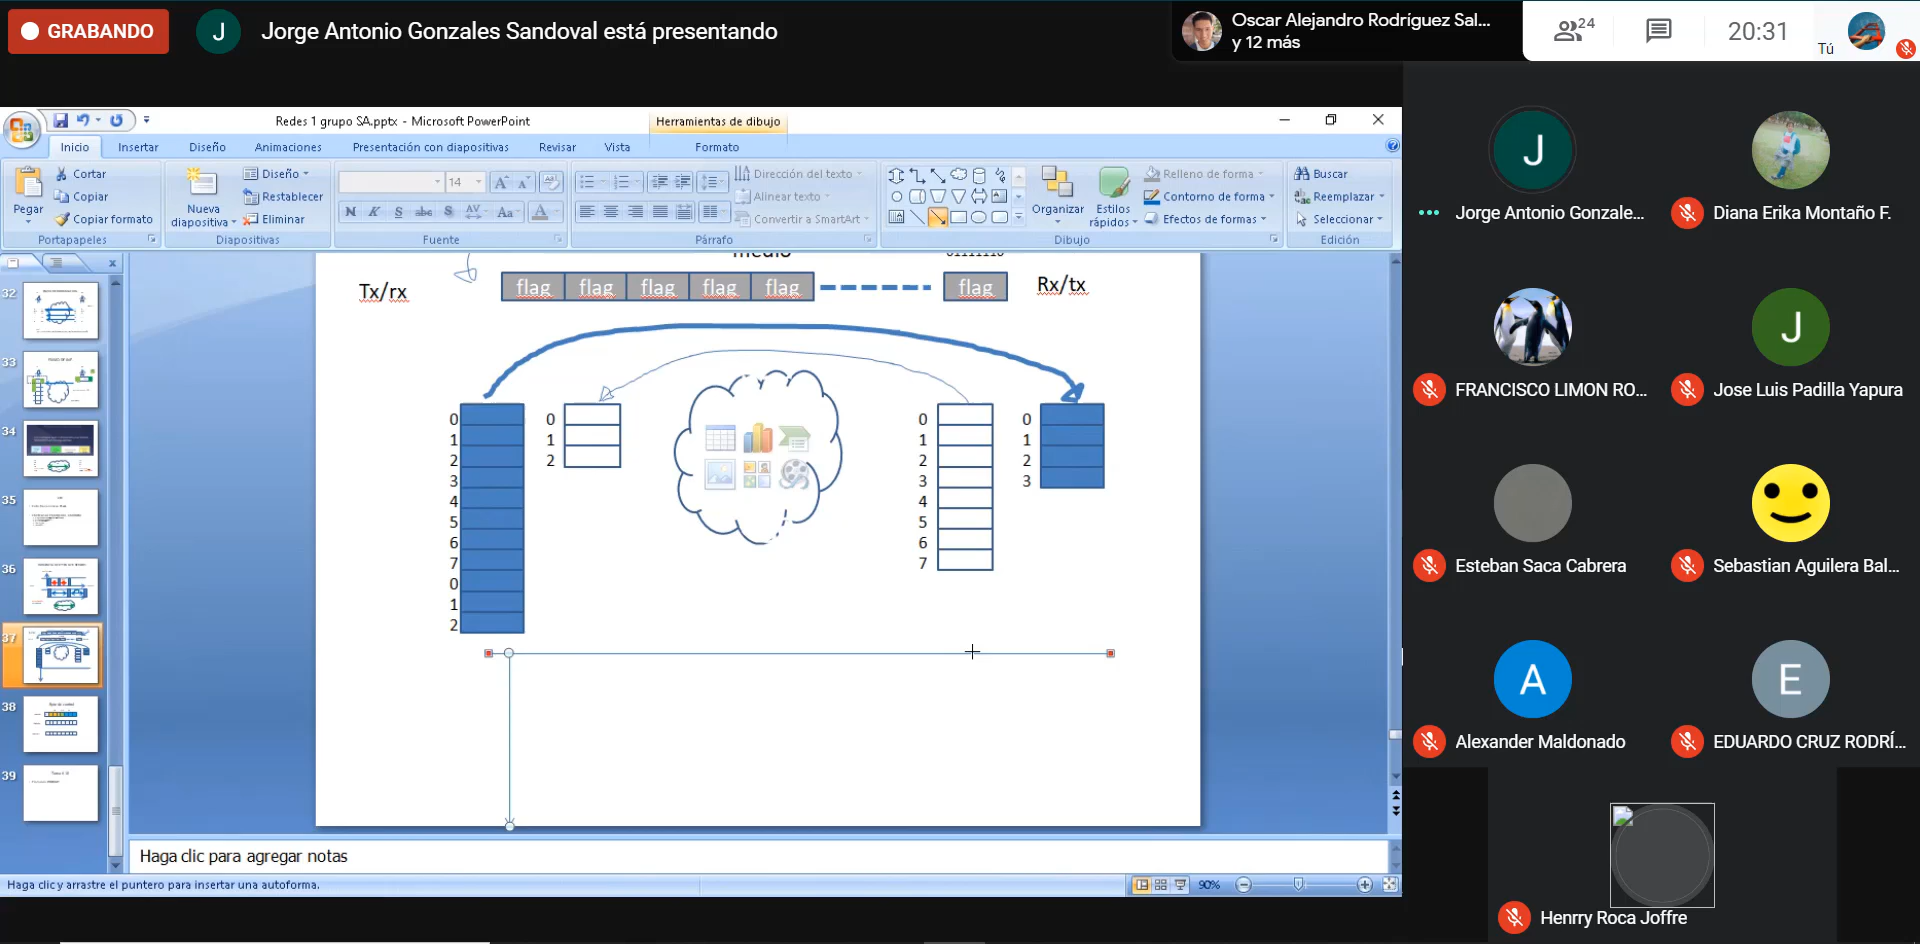 GRABANDO
J
Jorge Antonio Gonzales Sandoval está presentando
Oscar Alejandro Rodríguez Sal...
y 12 más
24
20:31
Tú
Redes 1 grupo SA.pptx - Microsoft PowerPoint
Herramientas de dibujo
Inicio
Insertar
Diseño
Animaciones
Presentación con diapositivas
Revisar
Vista
Formato
Pegar
Cortar
Copiar
Copiar formato
Portapapeles
Nueva
diapositiva
Diseño
Restablecer
Eliminar
Diapositivas
14
N K S abc S AV Aa A
Fuente
Dirección del texto
Alinear texto
Convertir a SmartArt
Párrafo
Organizar
Estilos
rápidos
Relleno de forma
Contorno de forma
Efectos de formas
Dibujo
Buscar
Reemplazar
Seleccionar
Edición
32
33
34
35
36
37
38
39
medio
01111110
Tx/rx
flag flag flag flag flag flag
Rx/tx
0 0 0 0
1 1 1 1
2 2 2 2
3 3 3
4 4
5 5
6 6
7 7
0
1
2
Haga clic para agregar notas
Haga clic y arrastre el puntero para insertar una autoforma.
90%
J
Jorge Antonio Gonzale...
Diana Erika Montaño F.
FRANCISCO LIMON RO...
J
Jose Luis Padilla Yapura
Esteban Saca Cabrera
Sebastian Aguilera Bal...
A
Alexander Maldonado
E
EDUARDO CRUZ RODRÍ...
Henrry Roca Joffre